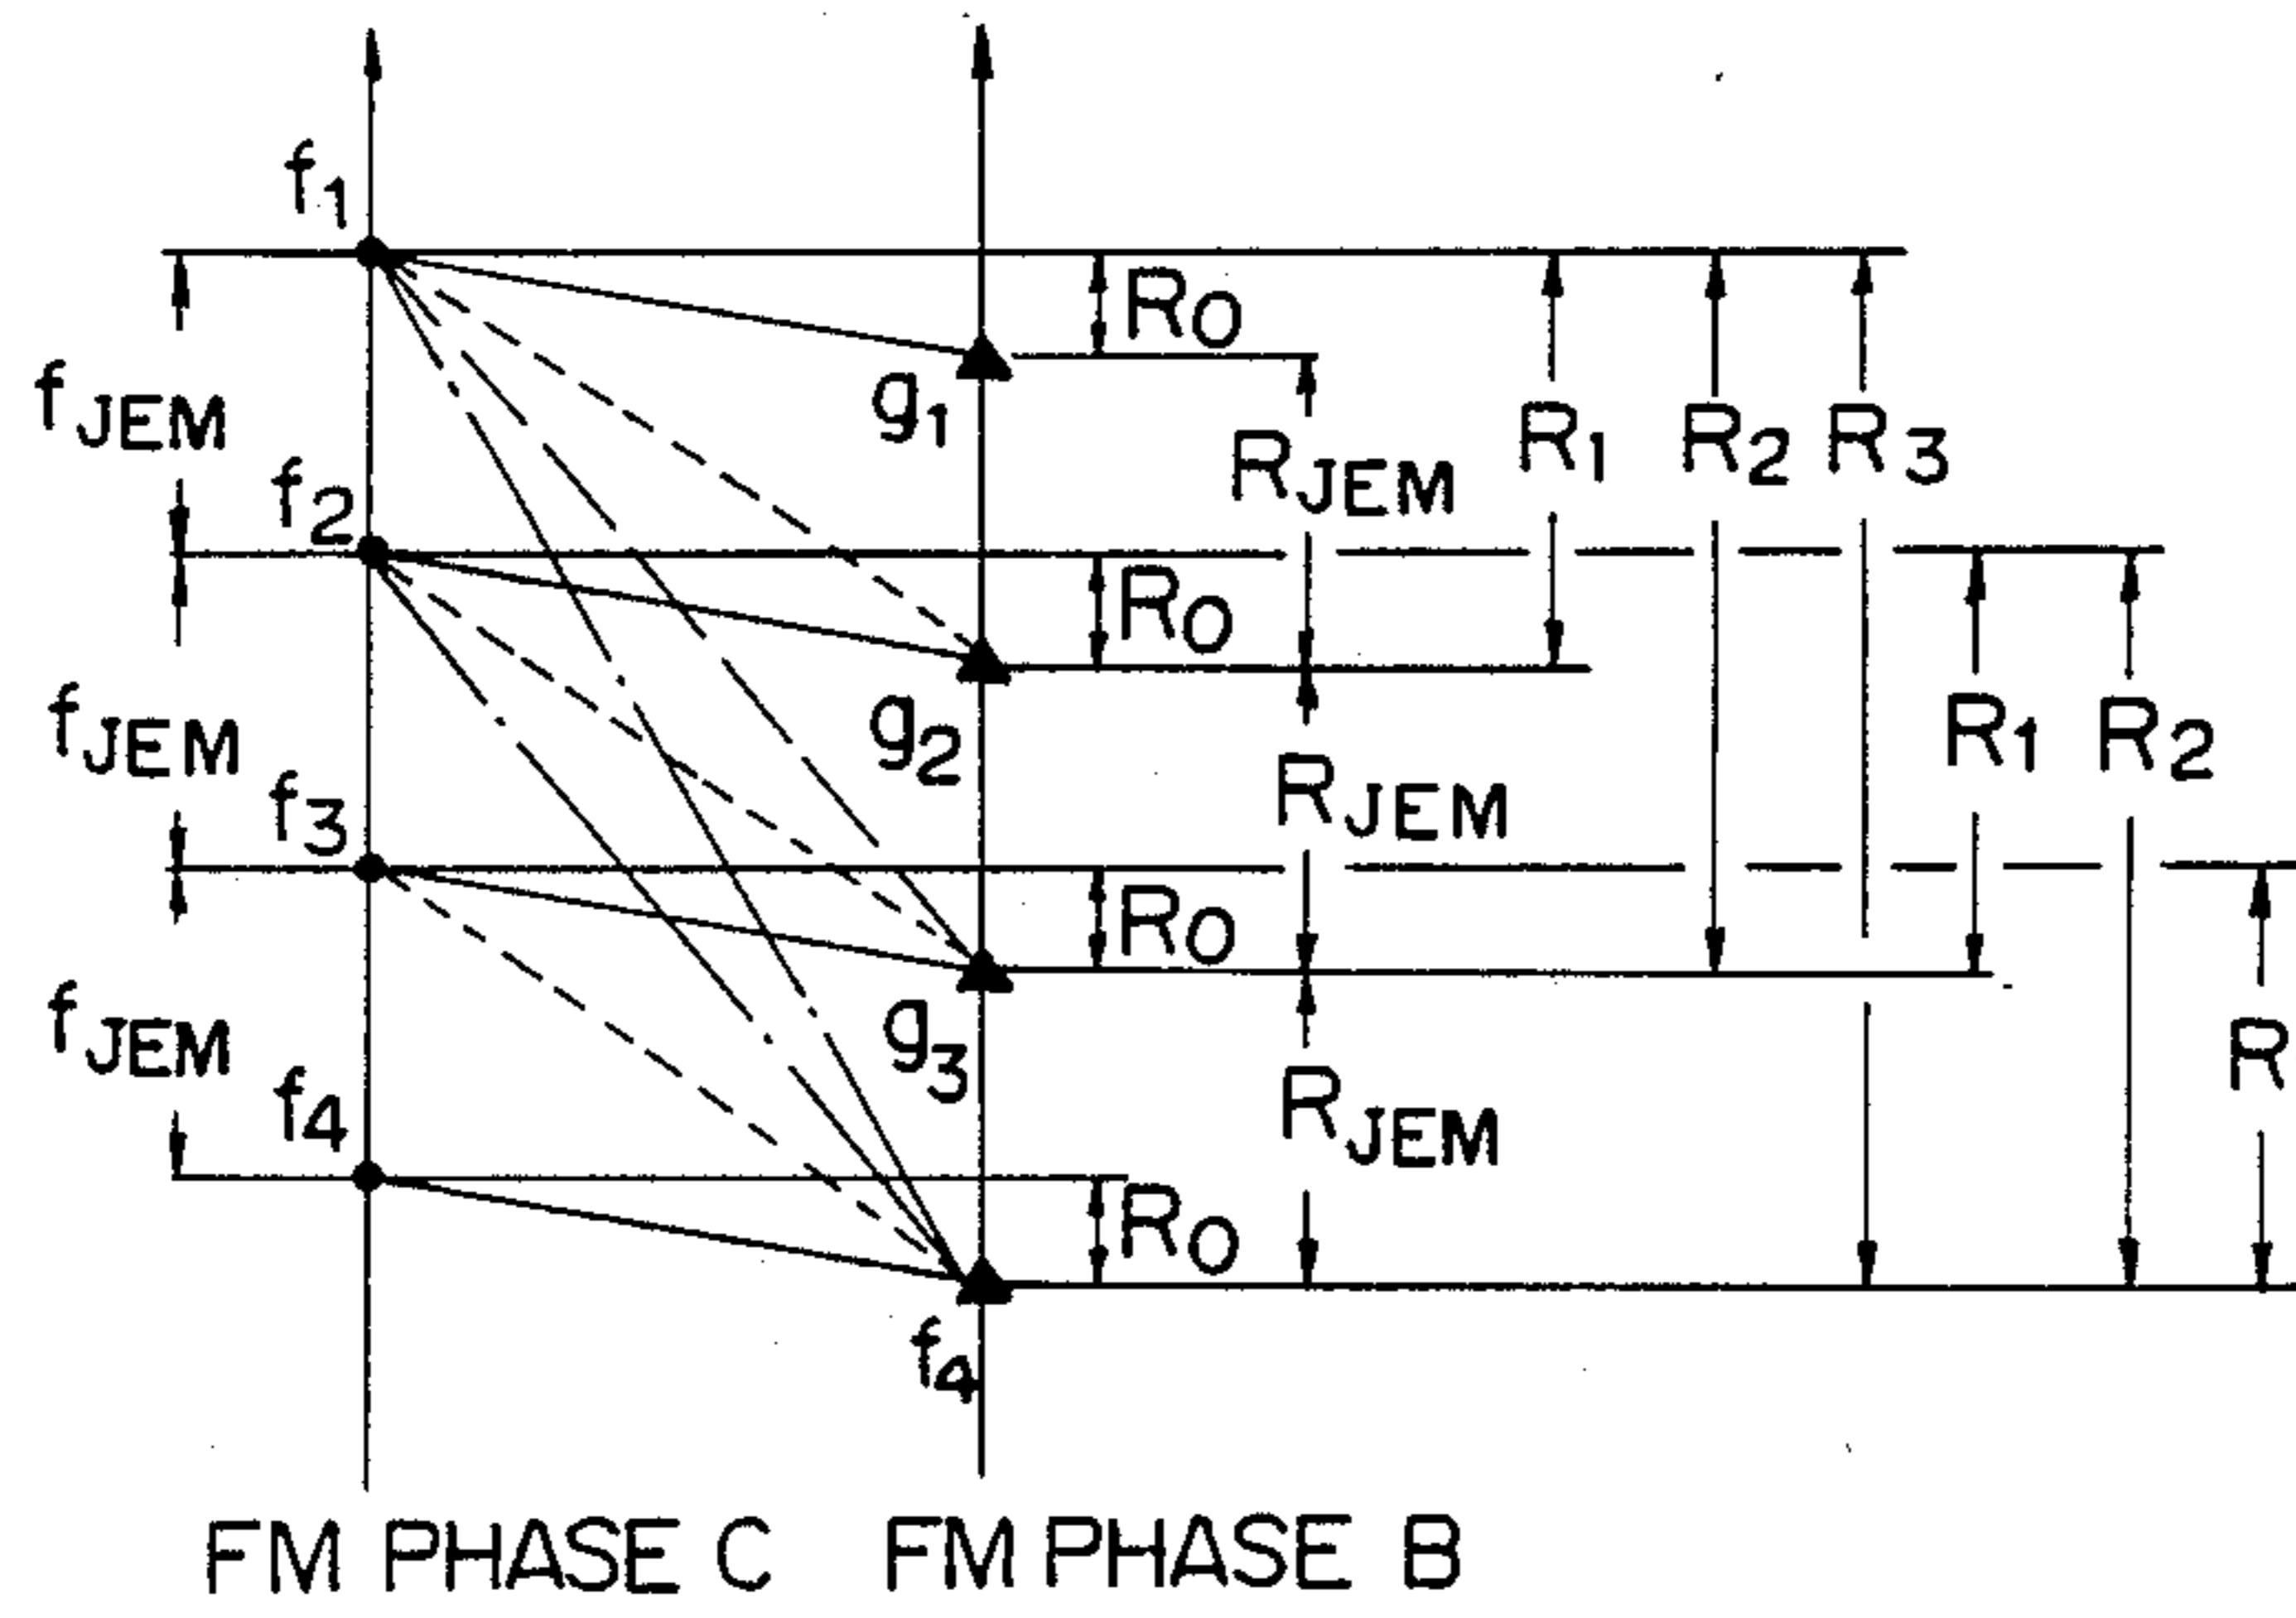 f1
R0
fJEM
g1
R1
R2
R3
RJEM
f2
R0
fJEM
g2
R1
R2
RJEM
f3
R0
fJEM
g3
R
f4
RJEM
R0
f4
FM PHASE C
FM PHASE B